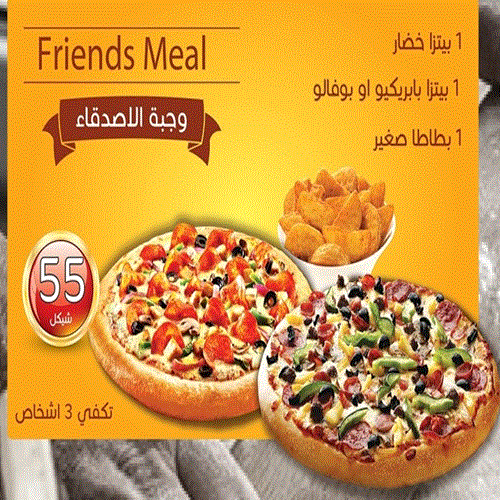 Friends Meal
وجبة الاصدقاء
1 بيتزا خضار
1 بيتزا بابريكيو او بوفالو
1 بطاطا صغير
55
شيكل
تكفي 3 اشخاص